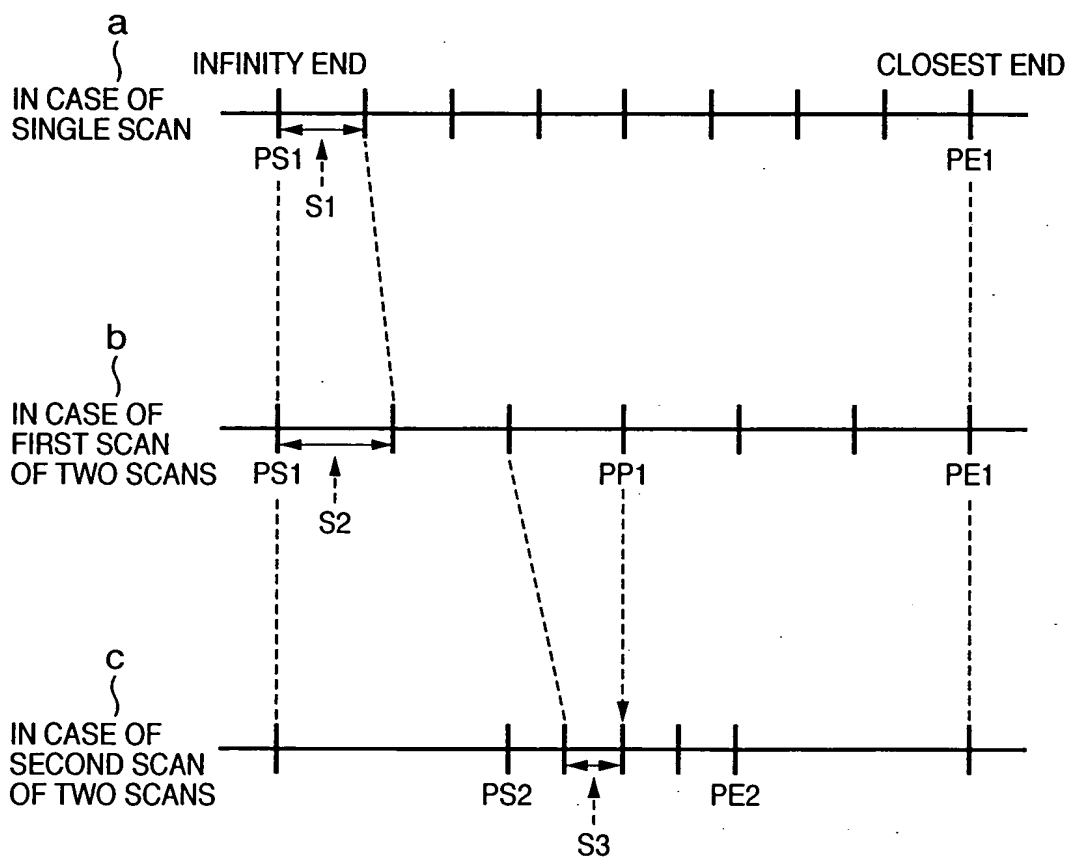 a
INFINITY END
CLOSEST END
IN CASE OF
SINGLE SCAN
PS1
PE1
S1
b
IN CASE OF
FIRST SCAN
OF TWO SCANS
PS1
PP1
PE1
S2
c
IN CASE OF
SECOND SCAN
OF TWO SCANS
PS2
PE2
S3